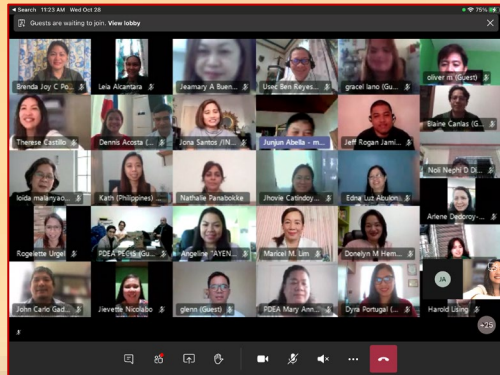 Search 11:23 AM Wed Oct 28
75%
Guests are waiting to join. View lobby
Brenda Joy C Po...
Leia Alcantara
Jeamary A Buen...
Usec Ben Reyes...
gracel lano (Gu...
oliver m (Guest)
Therese Castillo
Dennis Acosta (...
Jona Santos /IN...
Junjun Abella - m...
Jeff Rogan Jami...
Elaine Canlas (G...
loida malanyao...
Kath (Philippines)
Nathalie Panabokke
Jhovie Catindoy...
Edna Luz Abulon
Noli Nephi D Di...
Rogelette Urgel
PDEA PECIS (Gu...
Angeline "AYEN...
Maricel M. Lim
Donelyn M Hem...
Arlene Dedoroy-...
John Carlo Gad...
Jievette Nicolabo
glenn (Guest)
PDEA Mary Ann...
Dyra Portugal (...
JA
Harold Lising
+25